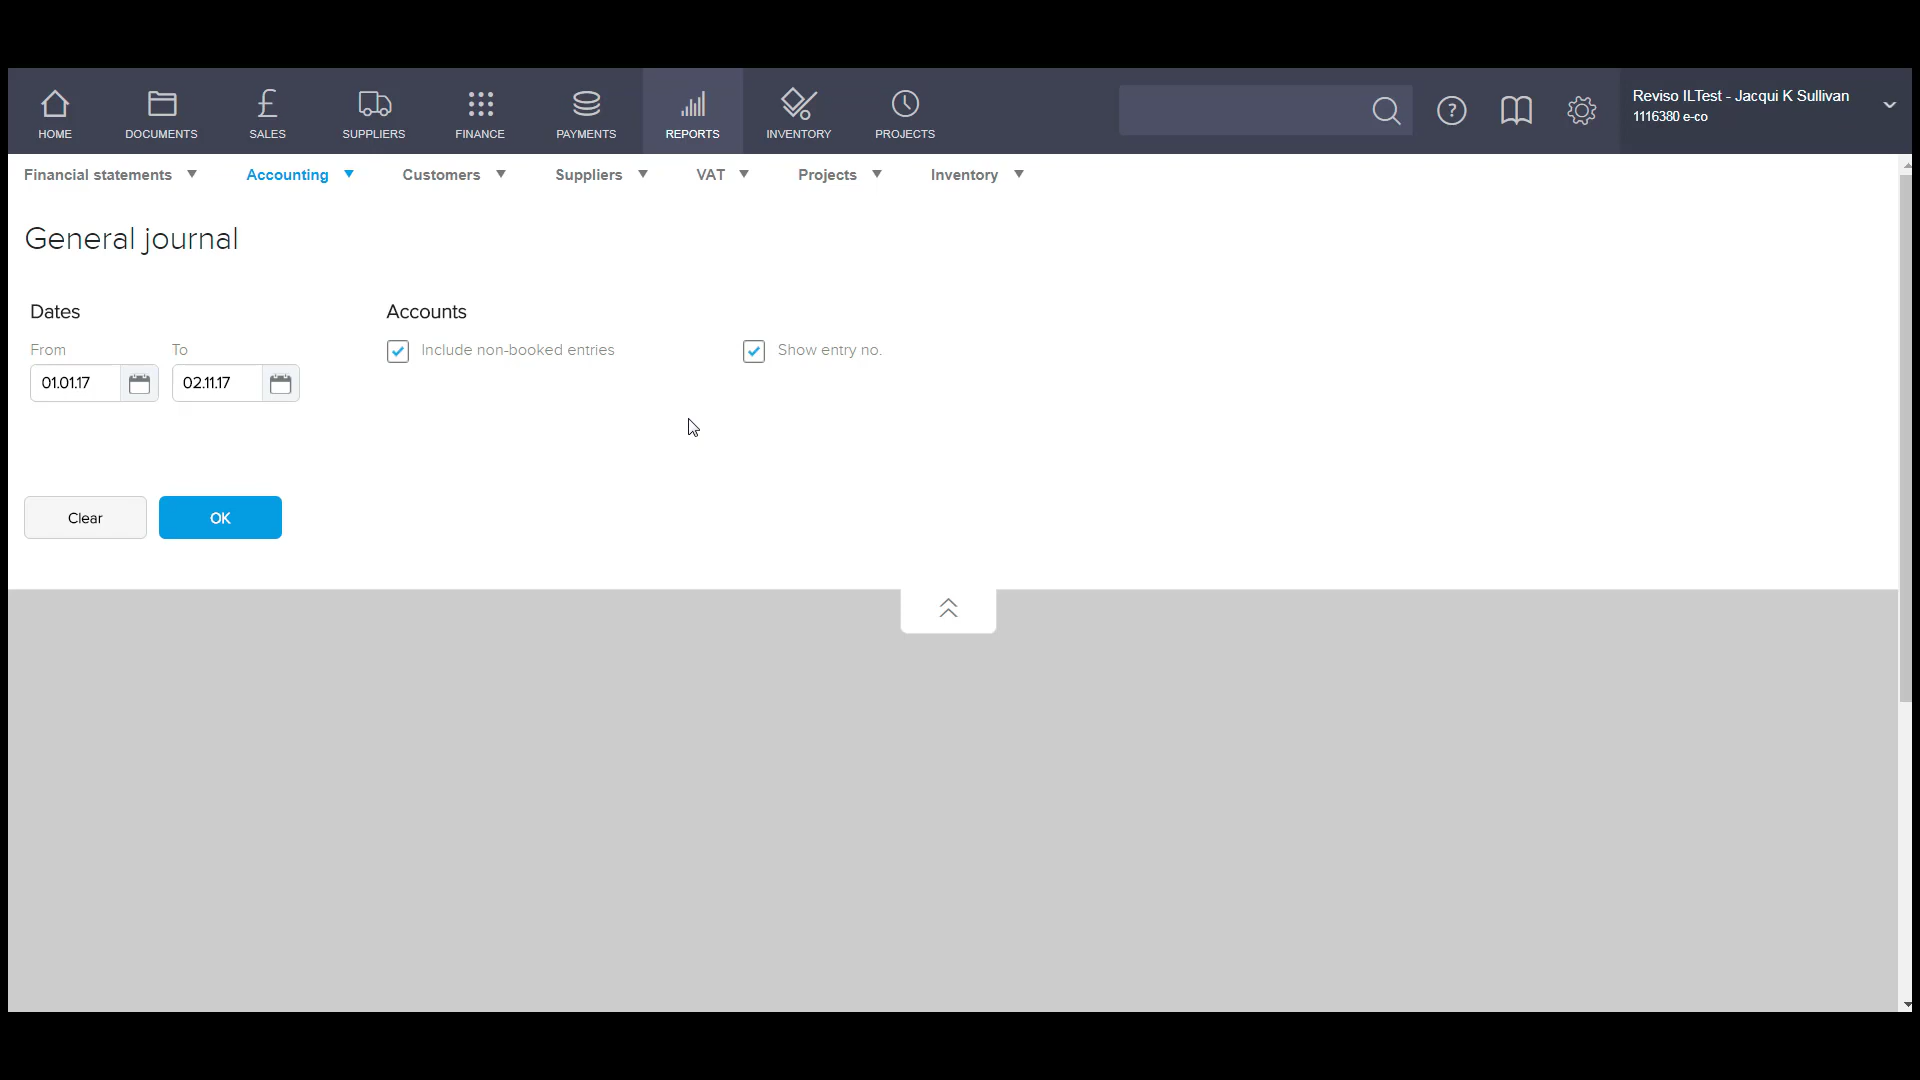 HOME DOCUMENTS SALES SUPPLIERS FINANCE PAYMENTS REPORTS INVENTORY PROJECTS
Reviso ILTest - Jacqui K Sullivan
1116380 e-co
Financial statements Accounting Customers Suppliers VAT Projects Inventory
General journal
Dates Accounts
From To Include non-booked entries Show entry no.
01.01.17 02.11.17
Clear OK